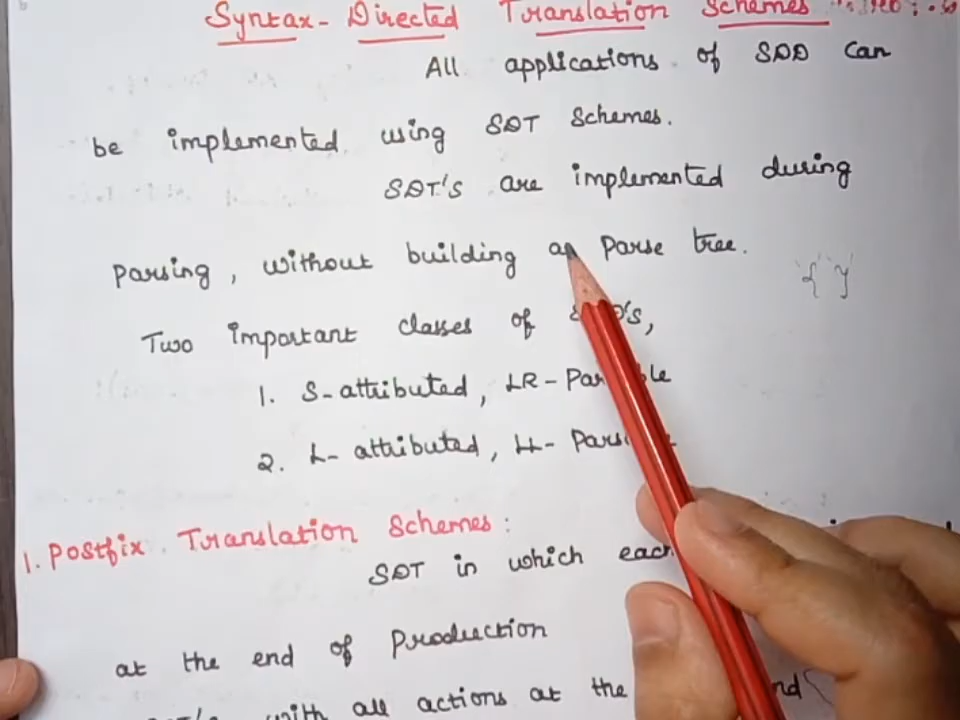 Syntax-Directed Translation Schemes
All applications of SDD can
be implemented using SDT Schemes.
SDT'S are implemented during
Parsing, without building a Parse tree.
Two important classes of
1. S-attributed, LR-
2. L-attributed, LL-
1. Postfix Translation Schemes:
SDT in which each
at the end of Production
with all actions at the
{ }